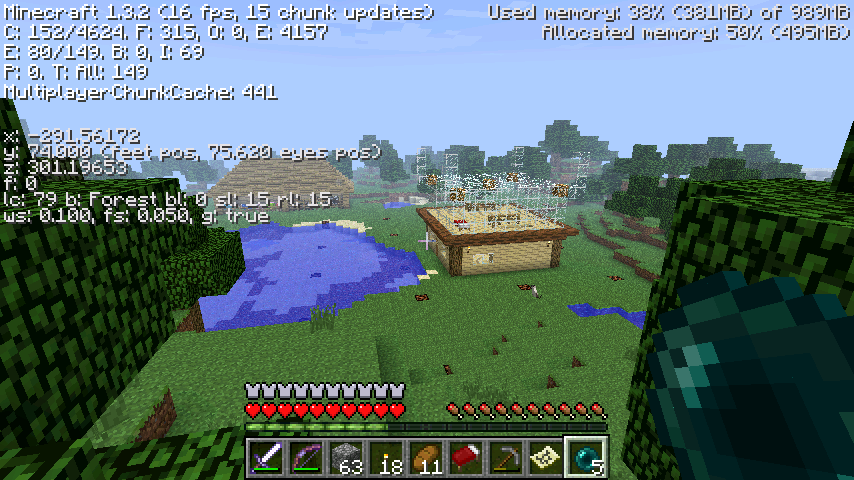 Minecraft 1.3.2 (16 fps, 15 chunk updates)
Used memory: 38% (381MB) of 989MB
C: 152/4624, F: 315, O: 0, E: 4157
Allocated memory: 50% (495MB)
E: 80/149. B: 0, I: 69
P: 0. T: All: 149
MultiplayerChunkCache: 441
x: -291.56172
y: 74.000 (feet pos, 75.620 eyes pos)
z: 301.19653
f: 0
lc: 79 b: Forest bl: 0 sl: 15 rl: 15
ws: 0.100, fs: 0.050, g: true
63
18
11
5